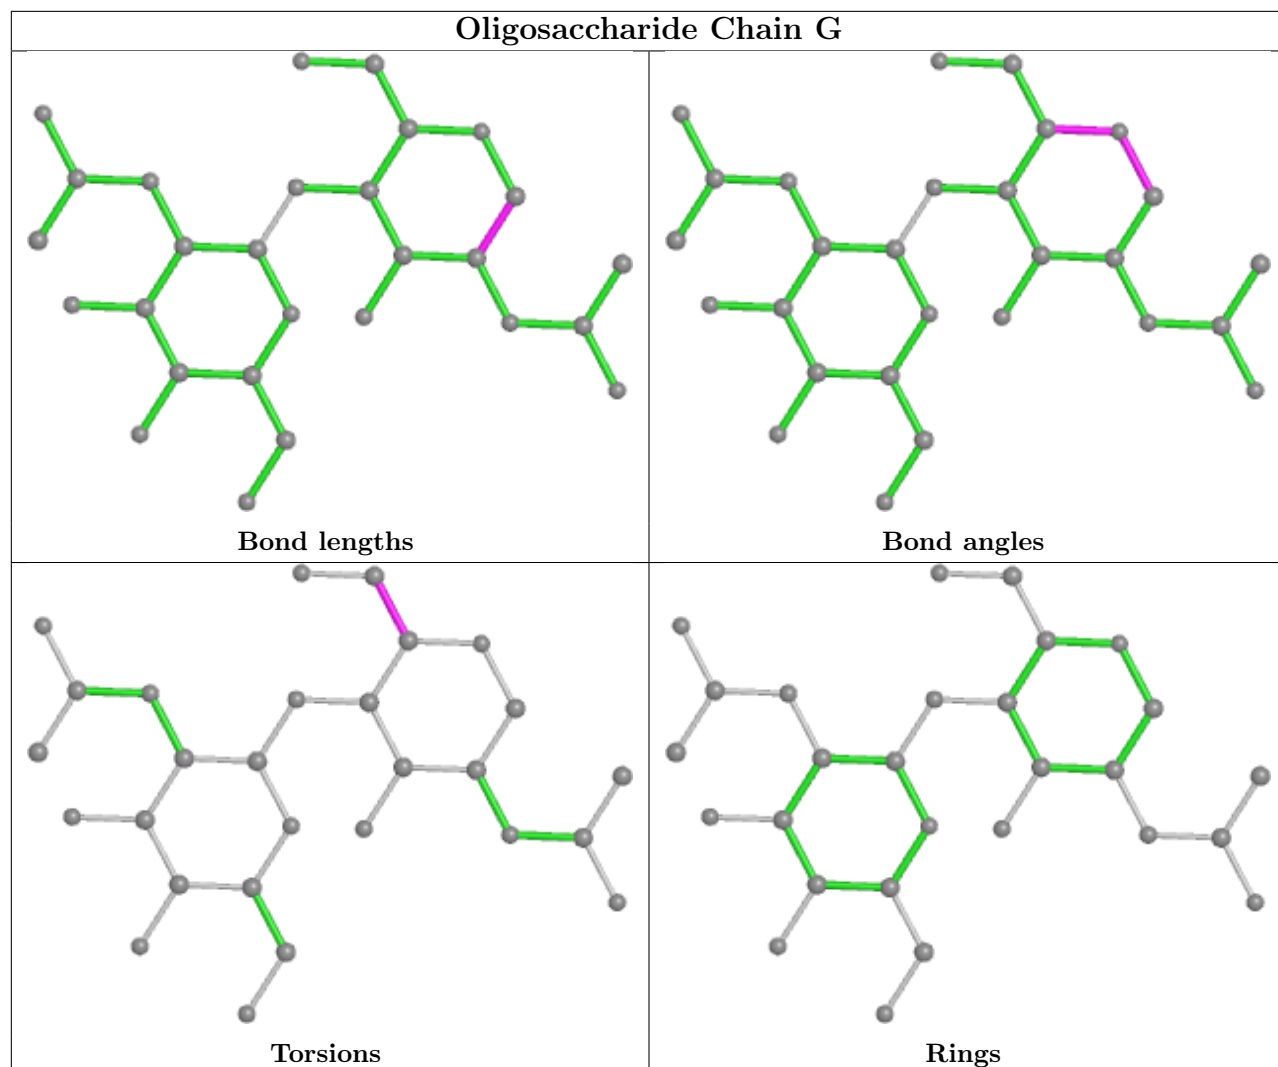 Oligosaccharide Chain G
Bond lengths
Bond angles
Torsions
Rings